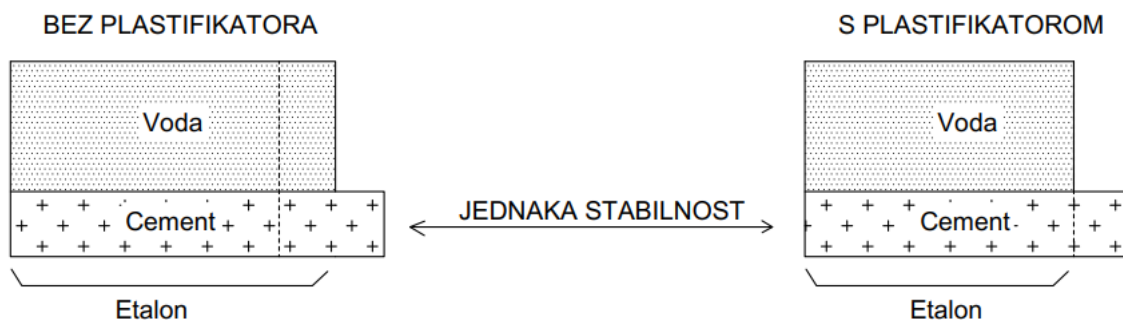 BEZ PLASTIFIKATORA
S PLASTIFIKATOROM
Voda
Voda
Cement
JEDNAKA STABILNOST
Cement
Etalon
Etalon